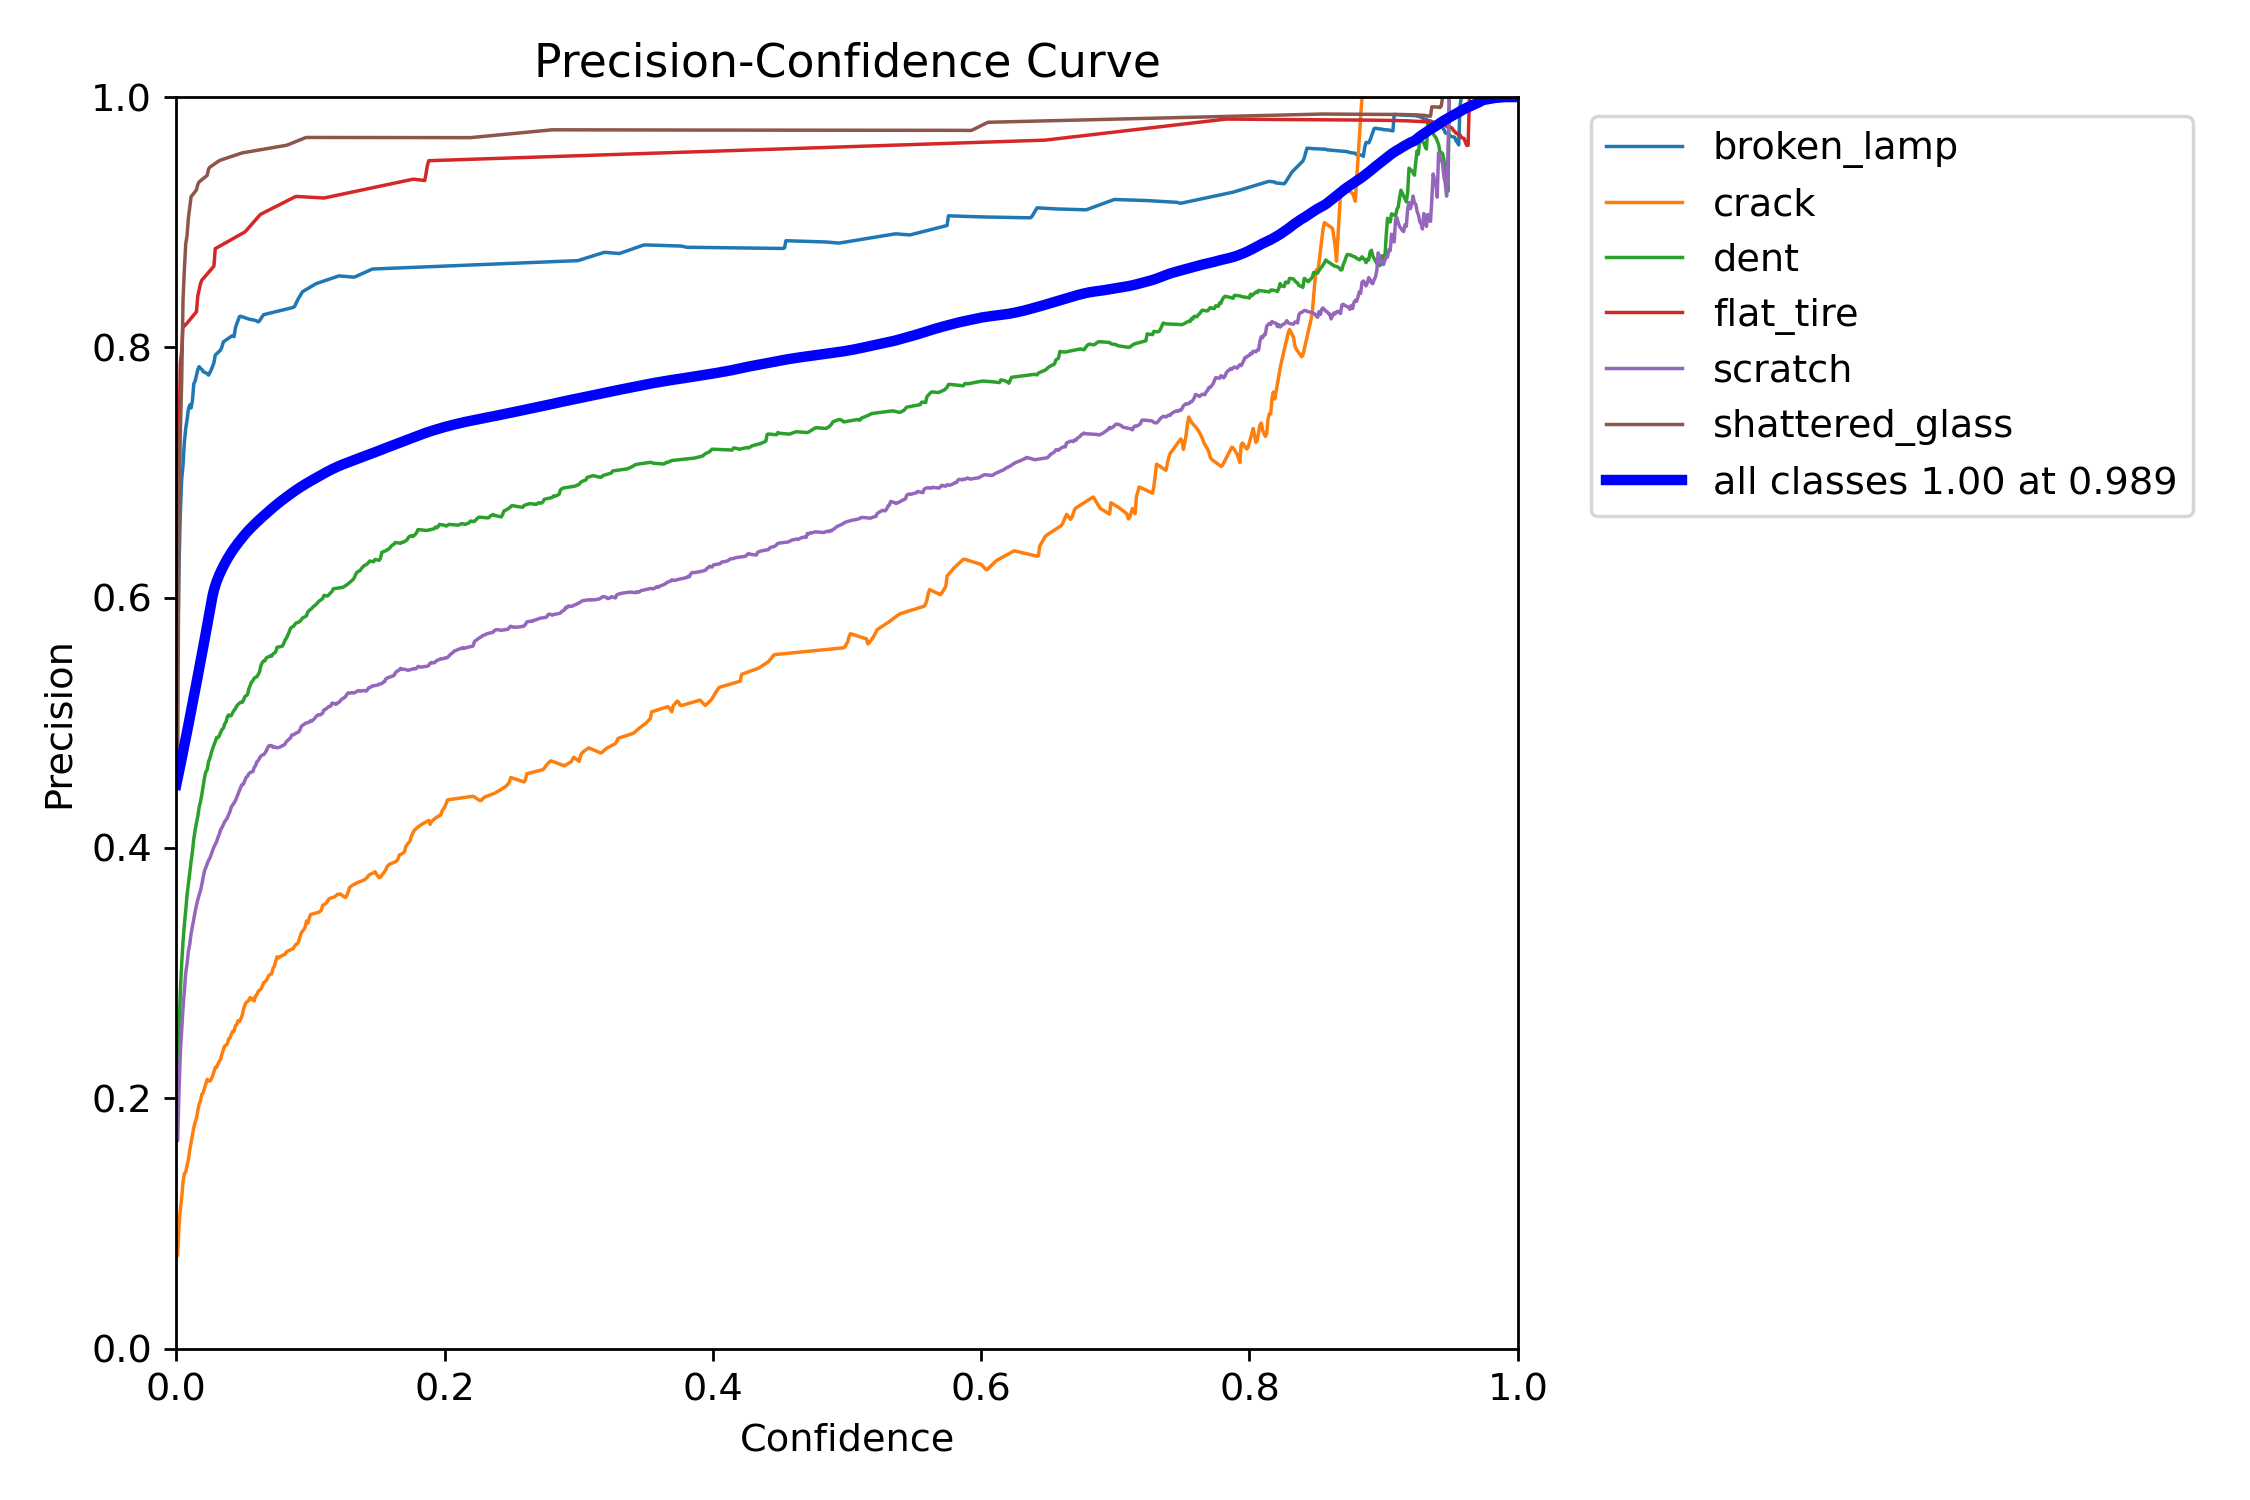 Precision-Confidence Curve
1.0
0.8
0.6
0.4
0.2
0.0
Precision
0.0 0.2 0.4 0.6 0.8 1.0
Confidence
broken_lamp
crack
dent
flat_tire
scratch
shattered_glass
all classes 1.00 at 0.989